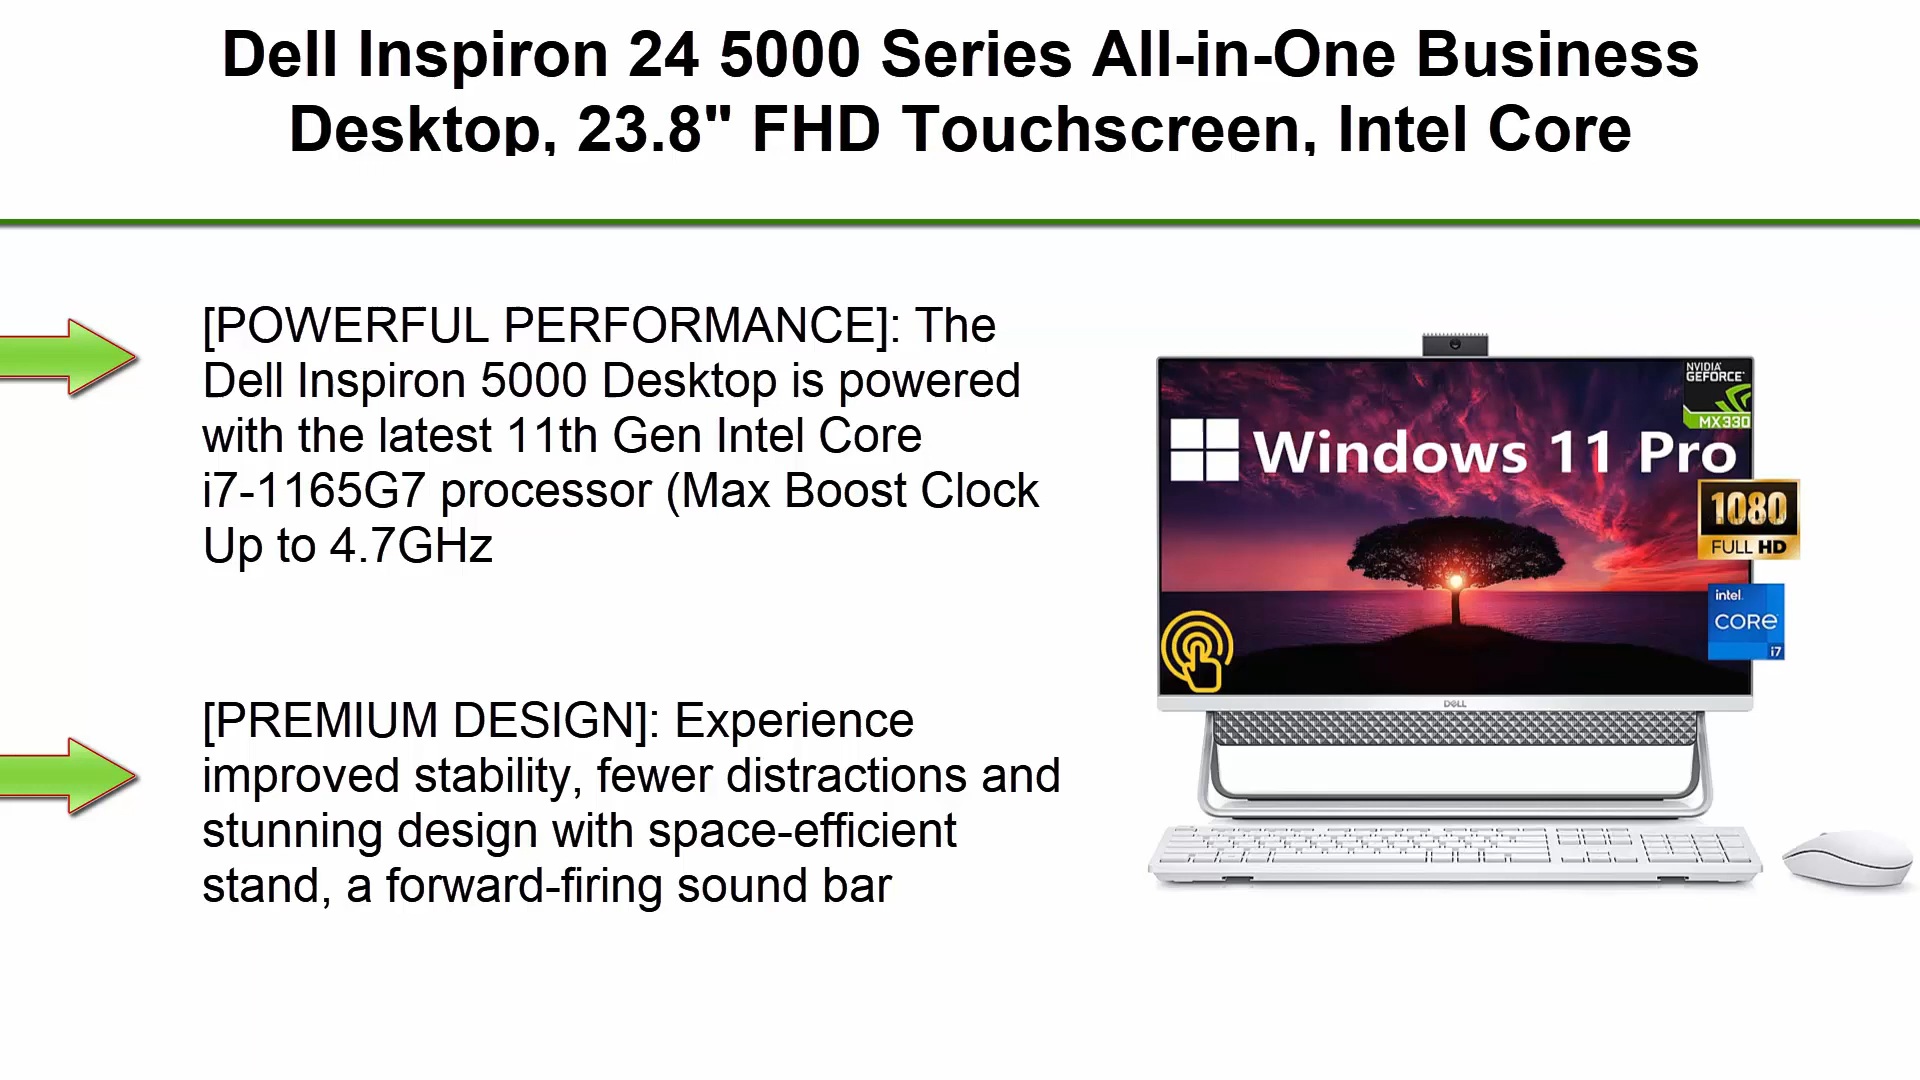 Dell Inspiron 24 5000 Series All-in-One Business
Desktop, 23.8" FHD Touchscreen, Intel Core
[POWERFUL PERFORMANCE]: The
Dell Inspiron 5000 Desktop is powered
with the latest 11th Gen Intel Core
i7-1165G7 processor (Max Boost Clock
Up to 4.7GHz
[PREMIUM DESIGN]: Experience
improved stability, fewer distractions and
stunning design with space-efficient
stand, a forward-firing sound bar
NVIDIA
GEFORCE
MX330
Windows 11 Pro
1080
FULL HD
intel
CORE
i7
DELL